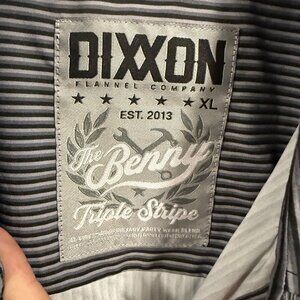 DIXXON
FLANNEL COMPANY
XL
EST. 2013
The Benny
Triple Stripe